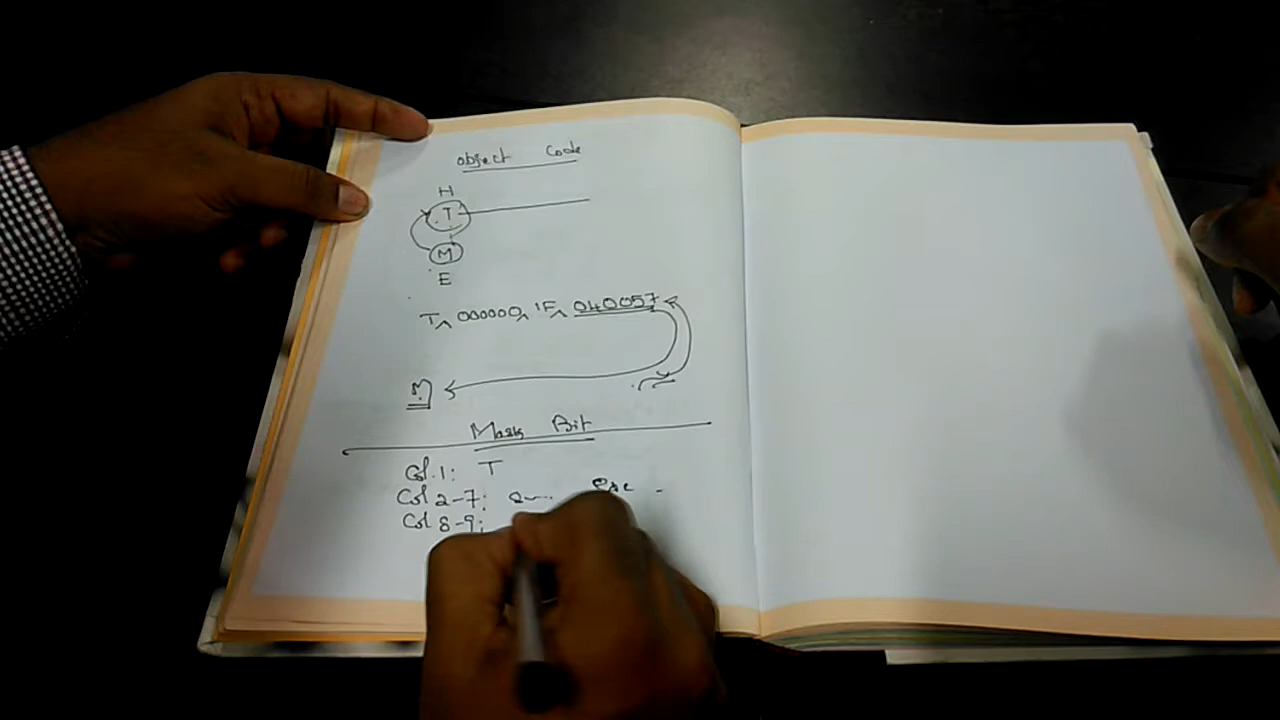 object Code
H
T
M
E
T^ 000000^ 1F^ 040057
M
Mask Bit
Col.1: T
Col 2-7:
Col 8-9: